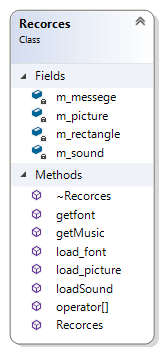 Recorces
Class
Fields
m_messege
m_picture
m_rectangle
m_sound
Methods
~Recorces
getfont
getMusic
load_font
load_picture
loadSound
operator[]
Recorces